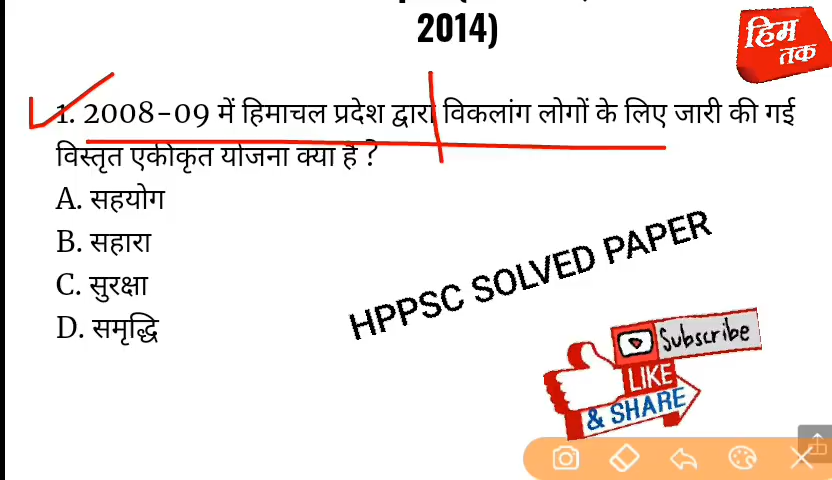 2014)
हिम
तक
1. 2008-09 में हिमाचल प्रदेश द्वारा विकलांग लोगों के लिए जारी की गई
विस्तृत एकीकृत योजना क्या है ?
A. सहयोग
B. सहारा
C. सुरक्षा
D. समृद्धि
HPPSC SOLVED PAPER
Subscribe
LIKE
& SHARE